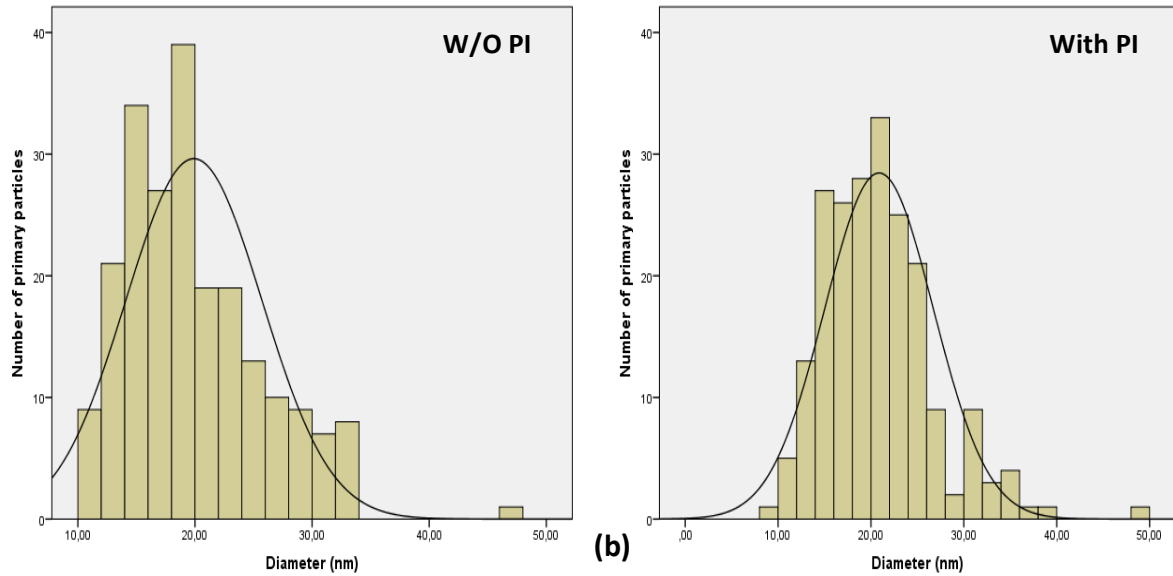 W/O PI
Number of primary particles
40
30
20
10
0
10,00 20,00 30,00 40,00 50,00
Diameter (nm)
(b)
With PI
Number of primary particles
40
30
20
10
0
,00 10,00 20,00 30,00 40,00 50,00
Diameter (nm)